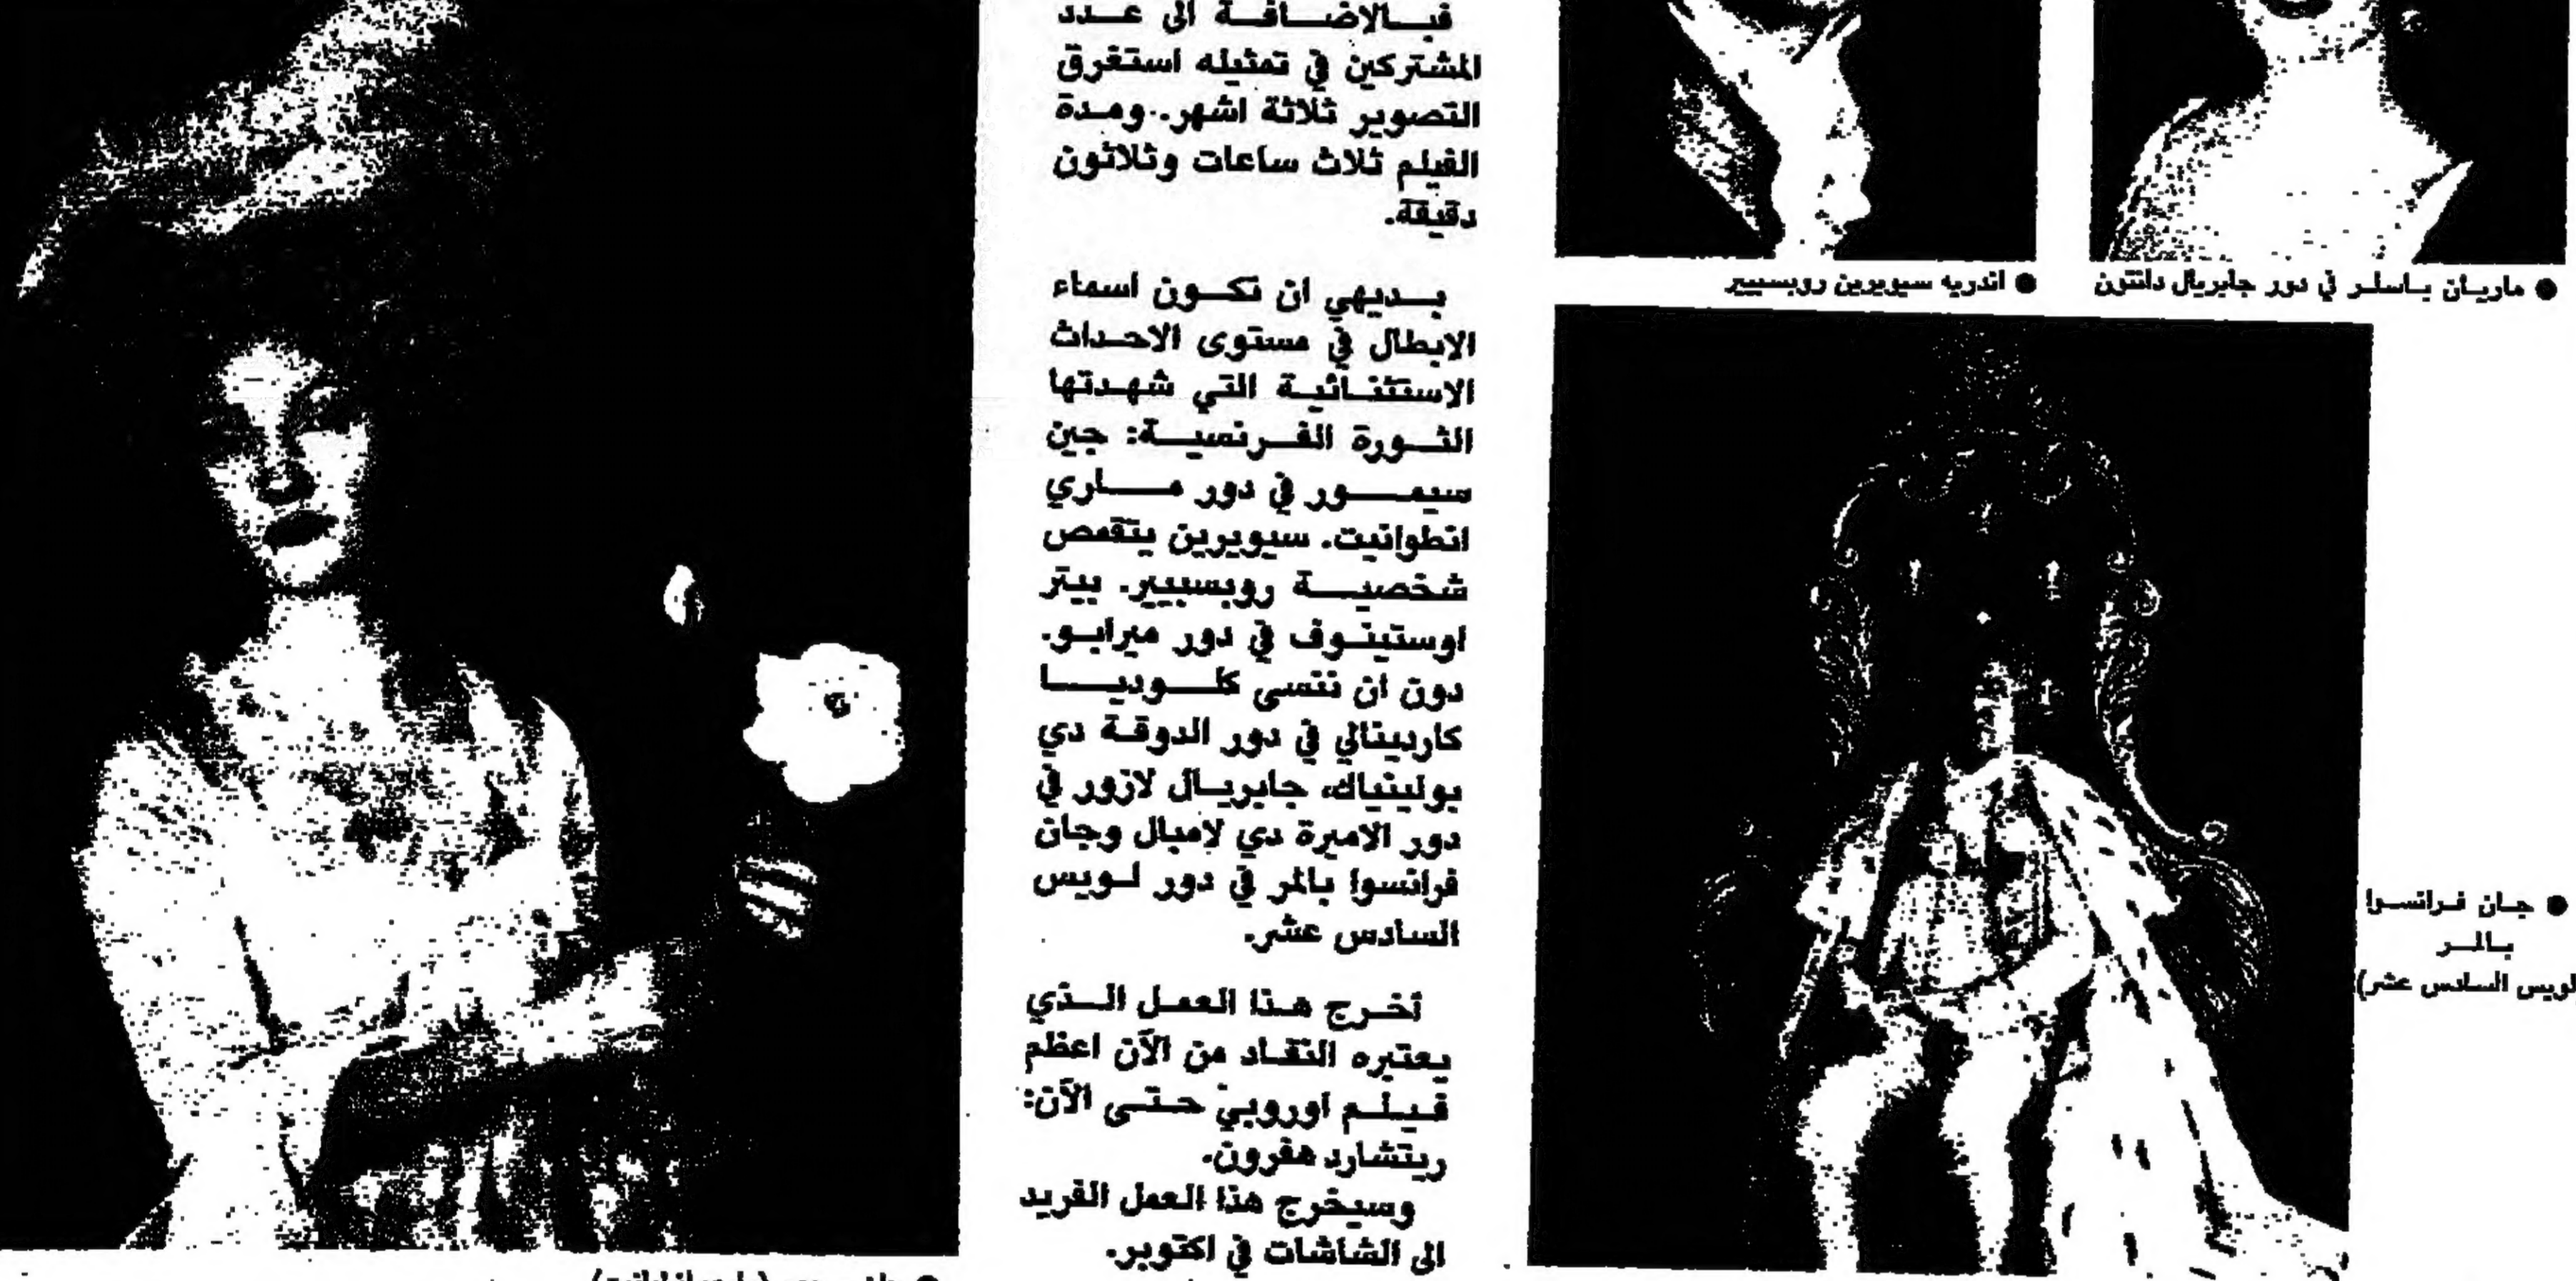 ● ماريان باسلر في دور جابريال دانتون
● اندريه سيويرين روبسبيير
● جان فرانسوا
بالمر
لويس السادس عشر)
فبالاضافة الى عدد
المشتركين في تمثيله استغرق
التصوير ثلاثة اشهر.. ومدة
الفيلم ثلاث ساعات وثلاثون
دقيقة.
بديهي ان تكون اسماء
الابطال في مستوى الاحداث
الاستثنائية التي شهدتها
الثورة الفرنسية: جين
سيمور في دور ماري
انطوانيت. سيويرين يتقمص
شخصية روبسبيير. بيتر
اوستينوف في دور ميرابو.
دون ان ننسى كلوديا
كاردينالي في دور الدوقة دي
بولينياك، جابريال لازور في
دور الاميرة دي لامبال وجان
فرانسوا بالمر في دور لويس
السادس عشر.
أخرج هذا العمل الذي
يعتبره النقاد من الآن اعظم
فيلم اوروبي حتى الآن:
ريتشارد هفرون.
وسيخرج هذا العمل الفريد
الى الشاشات في اكتوبر.